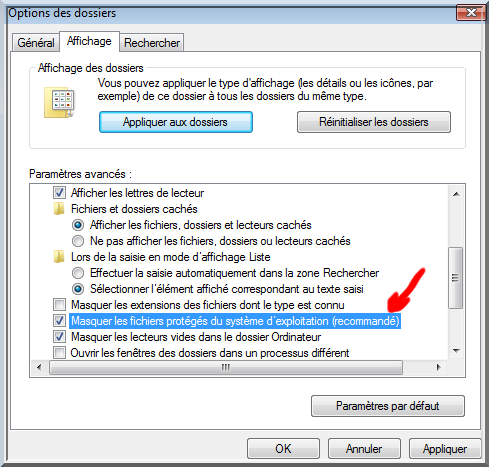 Options des dossiers
Général
Affichage
Rechercher
Affichage des dossiers
Vous pouvez appliquer le type d'affichage (les détails ou les icônes, par
exemple) de ce dossier à tous les dossiers du même type.
Appliquer aux dossiers
Réinitialiser les dossiers
Paramètres avancés :
Afficher les lettres de lecteur
Fichiers et dossiers cachés
Afficher les fichiers, dossiers et lecteurs cachés
Ne pas afficher les fichiers, dossiers ou lecteurs cachés
Lors de la saisie en mode d'affichage Liste
Effectuer la saisie automatiquement dans la zone Rechercher
Sélectionner l'élément affiché correspondant au texte saisi
Masquer les extensions des fichiers dont le type est connu
Masquer les fichiers protégés du système d'exploitation (recommandé)
Masquer les lecteurs vides dans le dossier Ordinateur
Ouvrir les fenêtres des dossiers dans un processus différent
Paramètres par défaut
OK
Annuler
Appliquer